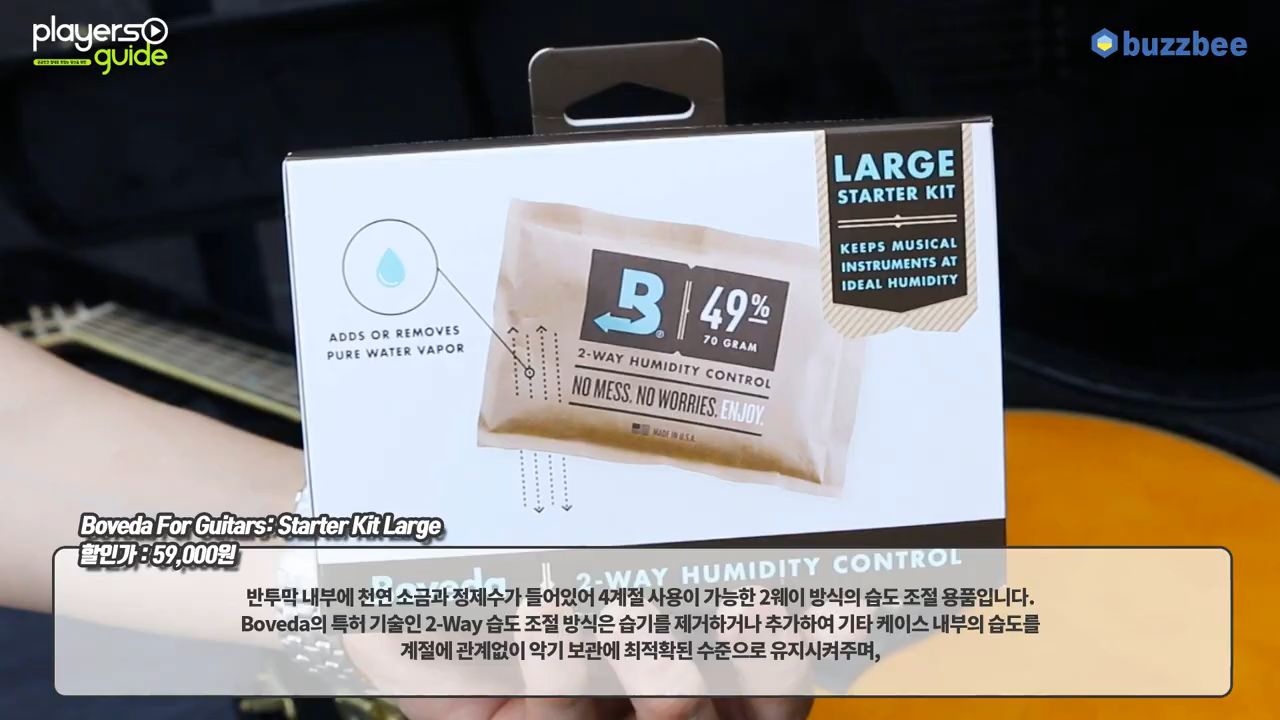 players
guide
buzzbee
LARGE
STARTER KIT
KEEPS MUSICAL
INSTRUMENTS AT
IDEAL HUMIDITY
ADDS OR REMOVES
PURE WATER VAPOR
B
49%
70 GRAM
2-WAY HUMIDITY CONTROL
NO MESS. NO WORRIES. ENJOY.
MADE IN U.S.A.
Boveda For Guitars: Starter Kit Large
할인가 : 59,000원
Boveda 2-WAY HUMIDITY CONTROL
반투막 내부에 천연 소금과 정제수가 들어있어 4계절 사용이 가능한 2웨이 방식의 습도 조절 용품입니다.
Boveda의 특허 기술인 2-Way 습도 조절 방식은 습기를 제거하거나 추가하여 기타 케이스 내부의 습도를
계절에 관계없이 악기 보관에 최적확된 수준으로 유지시켜주며,